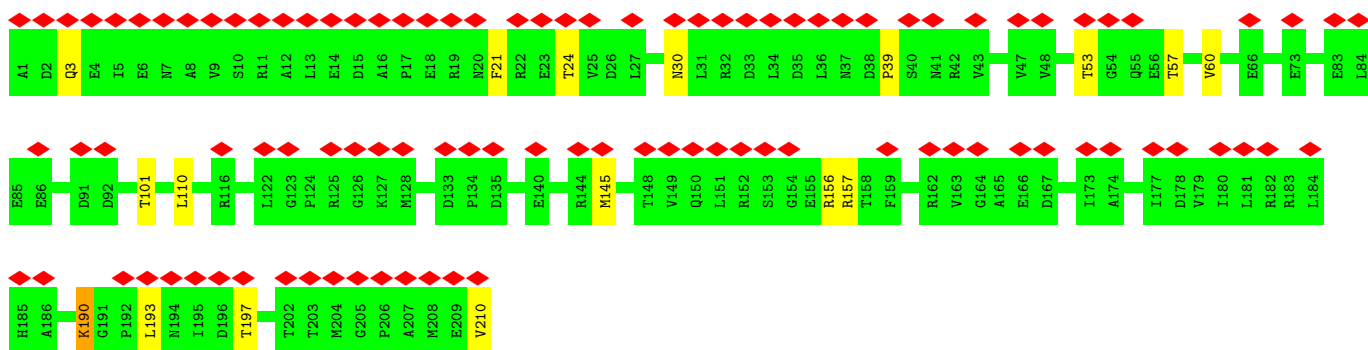 A1 D2 Q3 E4 I5 E6 N7 A8 V9 S10 R11 A12 L13 E14 D15 A16 P17 E18 R19 N20 F21 R22 E23 T24 V25 D26 L27 N30 L31 R32 D33 L34 D35 L36 N37 D38 P39 S40 N41 R42 V43 V47 V48 T53 G54 Q55 E56 T57 V60 E66 E73 E83 L84
E85 E86 D91 D92 T101 L110 R116 L122 G123 P124 R125 G126 K127 M128 D133 P134 D135 E140 R144 M145 T148 V149 Q150 L151 R152 S153 G154 E155 R156 R157 T158 F159 R162 V163 G164 A165 E166 D167 I173 A174 I177 D178 V179 I180 L181 R182 R183 L184
H185 A186 K190 G191 P192 L193 N194 I195 D196 T197 T202 T203 M204 G205 P206 A207 M208 E209 V210